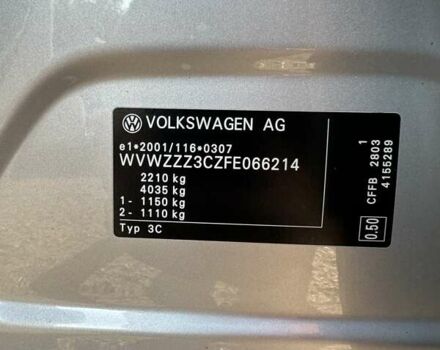 VOLKSWAGEN AG
e1*2001/116*0307
WVWZZZ3CZFE066214
2210 kg
4035 kg
1 - 1150 kg
2 - 1110 kg
Typ 3C
CFFB 2803 1
4155289
0.50